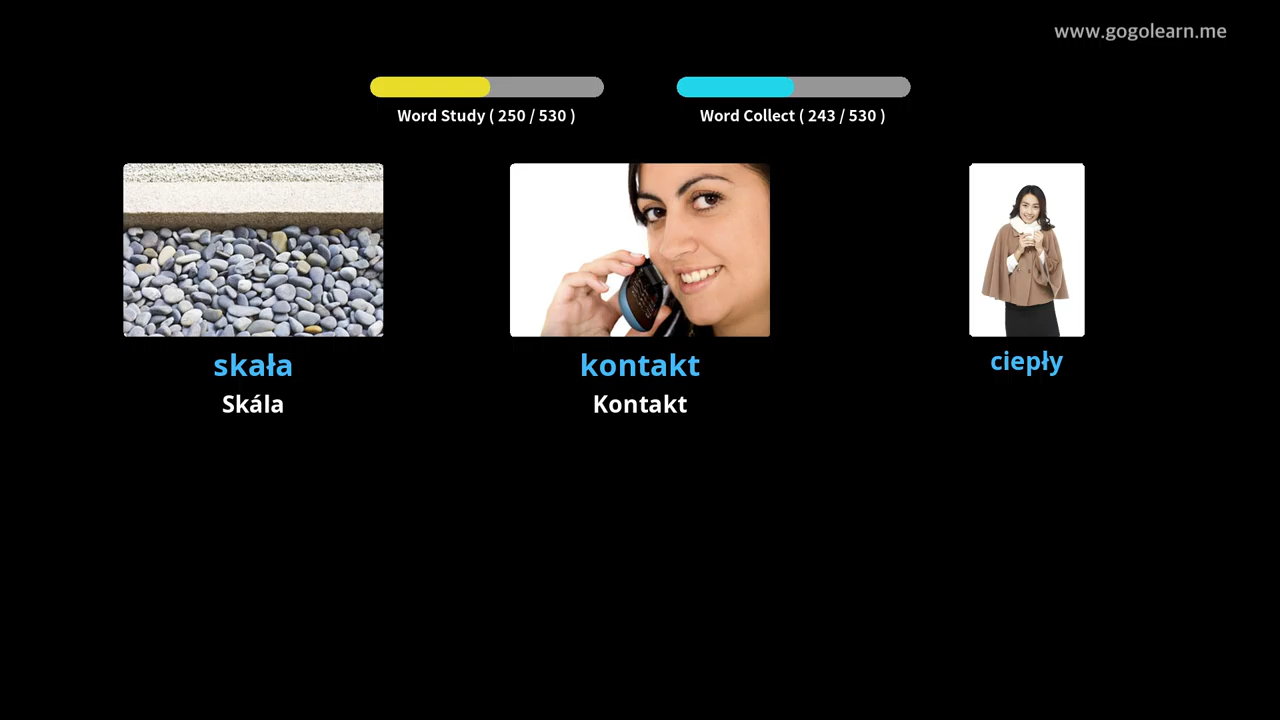 www.gogolearn.me
Word Study ( 250 / 530 )
Word Collect ( 243 / 530 )
skała
Skála
kontakt
Kontakt
ciepły